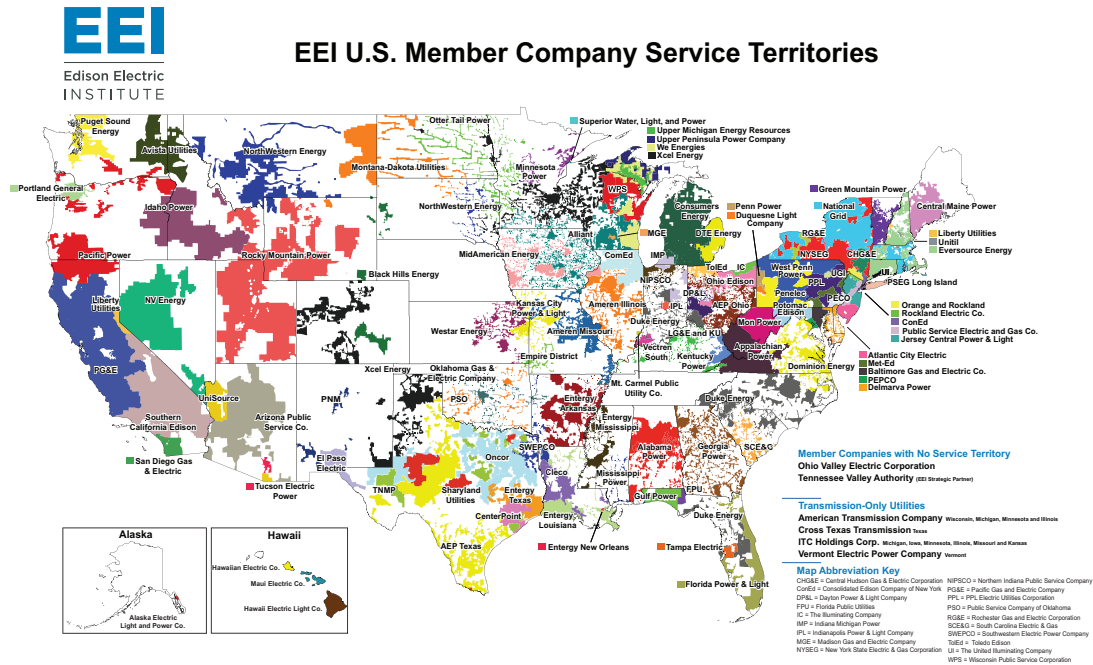 EEI
Edison Electric
INSTITUTE
EEI U.S. Member Company Service Territories
Puget Sound
Energy
Avista Utilities
NorthWestern Energy
Montana-Dakota Utilities
Otter Tail Power
Minnesota
Power
Superior Water, Light, and Power
Upper Michigan Energy Resources
Upper Peninsula Power Company
We Energies
Xcel Energy
Portland General
Electric
Idaho Power
NorthWestern Energy
WPS
Consumers
Energy
Penn Power
Duquesne Light
Company
Green Mountain Power
National
Grid
Central Maine Power
Pacific Power
Rocky Mountain Power
Alliant
MGE
DTE Energy
RG&E
NYSEG
CHG&E
Liberty Utilities
Unitil
Eversource Energy
MidAmerican Energy
ComEd
IMP
Black Hills Energy
NIPSCO
TolEd
IC
Ohio Edison
West Penn
Power
UGI
PPL
UI
PSEG Long Island
Liberty
Utilities
NV Energy
Kansas City
Power & Light
Ameren Illinois
DP&L
IPL
AEP Ohio
Penelec
Potomac
Edison
PECO
Orange and Rockland
Rockland Electric Co.
ConEd
Public Service Electric and Gas Co.
Jersey Central Power & Light
Westar Energy
Ameren Missouri
Duke Energy
LG&E and KU
Mon Power
PG&E
Empire District
Vectren
South
Kentucky
Power
Appalachian
Power
Dominion Energy
Atlantic City Electric
Met-Ed
Baltimore Gas and Electric Co.
PEPCO
Delmarva Power
Xcel Energy
Oklahoma Gas &
Electric Company
Mt. Carmel Public
Utility Co.
UniSource
PNM
PSO
Entergy
Arkansas
Duke Energy
Southern
California Edison
Arizona Public
Service Co.
Entergy
Mississippi
San Diego Gas
& Electric
El Paso
Electric
Oncor
SWEPCO
Alabama
Power
Georgia
Power
SCE&G
Member Companies with No Service Territory
Ohio Valley Electric Corporation
Tennessee Valley Authority (EEI Strategic Partner)
Tucson Electric
Power
TNMP
Sharyland
Utilities
Entergy
Texas
Cleco
Mississippi
Power
Gulf Power
FPU
CenterPoint
Entergy
Louisiana
Duke Energy
Transmission-Only Utilities
American Transmission Company Wisconsin, Michigan, Minnesota and Illinois
Cross Texas Transmission Texas
ITC Holdings Corp. Michigan, Iowa, Minnesota, Illinois, Missouri and Kansas
Vermont Electric Power Company Vermont
AEP Texas
Entergy New Orleans
Tampa Electric
Florida Power & Light
Alaska
Alaska Electric
Light and Power Co.
Hawaii
Hawaiian Electric Co.
Maui Electric Co.
Hawaii Electric Light Co.
Map Abbreviation Key
CHG&E = Central Hudson Gas & Electric Corporation
ConEd = Consolidated Edison Company of New York
DP&L = Dayton Power & Light Company
FPU = Florida Public Utilities
IC = The Illuminating Company
IMP = Indiana Michigan Power
IPL = Indianapolis Power & Light Company
MGE = Madison Gas and Electric Company
NYSEG = New York State Electric & Gas Corporation
NIPSCO = Northern Indiana Public Service Company
PG&E = Pacific Gas and Electric Company
PPL = PPL Electric Utilities Corporation
PSO = Public Service Company of Oklahoma
RG&E = Rochester Gas and Electric Corporation
SCE&G = South Carolina Electric & Gas
SWEPCO = Southwestern Electric Power Company
TolEd = Toledo Edison
UI = The United Illuminating Company
WPS = Wisconsin Public Service Corporation